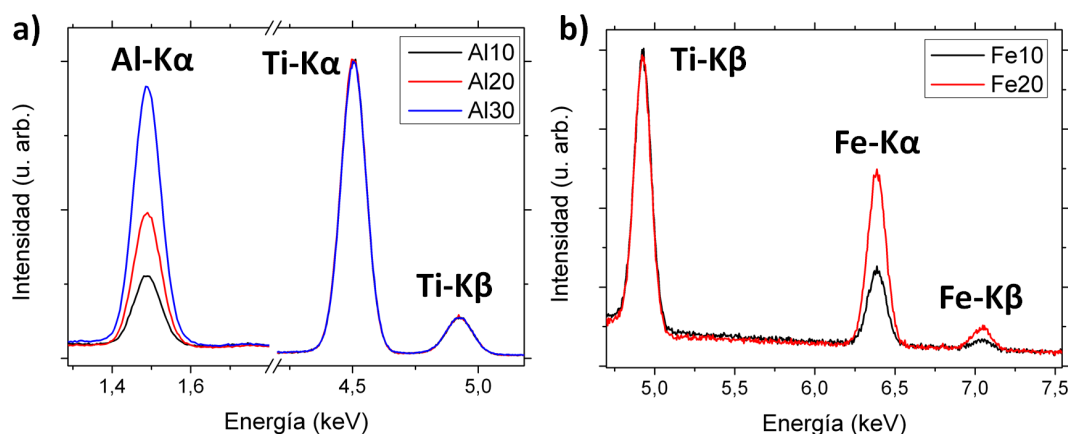 a)
Al-Kα
Ti-Kα
Ti-Kβ
Al10
Al20
Al30
Intensidad (u. arb.)
1,4 1,6 4,5 5,0
Energía (keV)
b)
Ti-Kβ
Fe-Kα
Fe-Kβ
Fe10
Fe20
Intensidad (u. arb.)
5,0 5,5 6,0 6,5 7,0 7,5
Energía (keV)